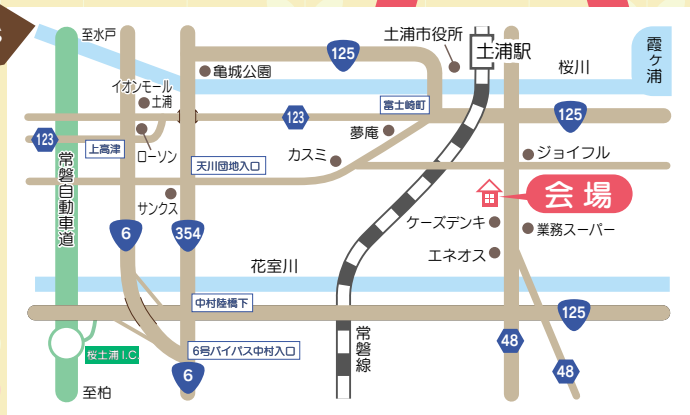 S
至水戸
125
土浦市役所
土浦駅
桜川
霞ヶ浦
亀城公園
イオンモール
土浦
123
富士崎町
125
夢庵
123
上高津
ローソン
天川団地入口
カスミ
ジョイフル
常磐自動車道
サンクス
会場
6
354
ケーズデンキ
業務スーパー
エネオス
花室川
中村陸橋下
125
常磐線
48
桜土浦I.C.
6号バイパス中村入口
6
48
至柏